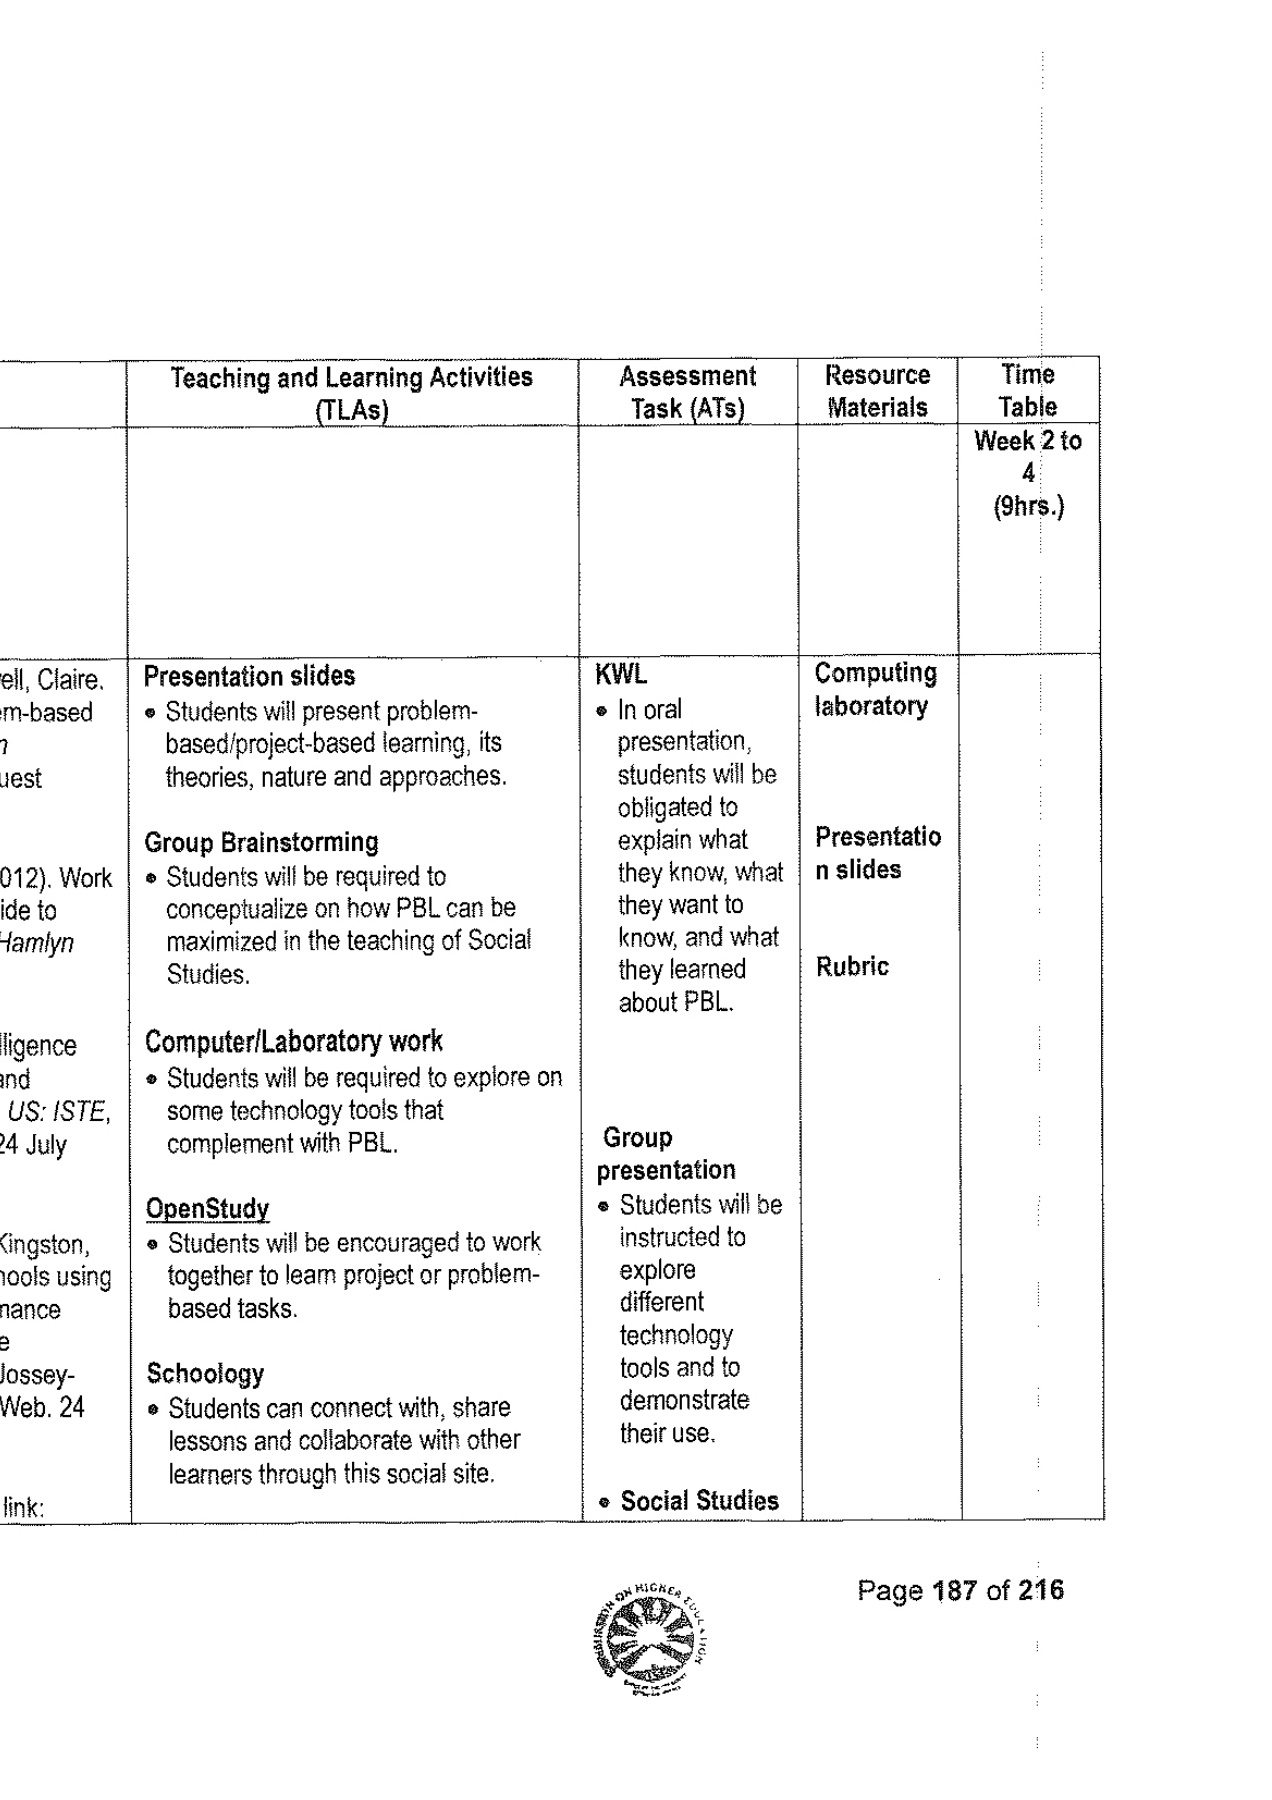 Teaching and Learning Activities
(TLAs)
Assessment
Task (ATs)
Resource
Materials
Time
Table
Week 2 to
4
(9hrs.)
ell, Claire.
m-based
n
uest
012). Work
ide to
Hamlyn
lligence
and
US: ISTE,
24 July
Kingston,
nools using
nance
e
Jossey-
Web. 24
link:
Presentation slides
• Students will present problem-
based/project-based learning, its
theories, nature and approaches.
Group Brainstorming
• Students will be required to
conceptualize on how PBL can be
maximized in the teaching of Social
Studies.
Computer/Laboratory work
• Students will be required to explore on
some technology tools that
complement with PBL.
OpenStudy
• Students will be encouraged to work
together to learn project or problem-
based tasks.
Schoology
• Students can connect with, share
lessons and collaborate with other
learners through this social site.
KWL
• In oral
presentation,
students will be
obligated to
explain what
they know, what
they want to
know, and what
they learned
about PBL.
Group
presentation
• Students will be
instructed to
explore
different
technology
tools and to
demonstrate
their use.
• Social Studies
Computing
laboratory
Presentatio
n slides
Rubric
ON HIGHER EDUCATION
Page 187 of 216